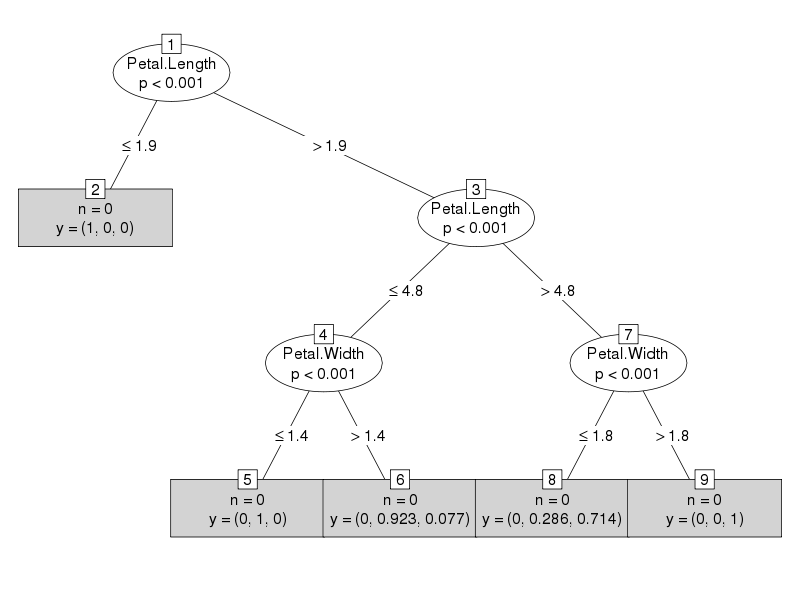 1
Petal.Length
p < 0.001
≤ 1.9
> 1.9
2
n = 0
y = (1, 0, 0)
3
Petal.Length
p < 0.001
≤ 4.8
> 4.8
4
Petal.Width
p < 0.001
7
Petal.Width
p < 0.001
≤ 1.4
> 1.4
≤ 1.8
> 1.8
5
n = 0
y = (0, 1, 0)
6
n = 0
y = (0, 0.923, 0.077)
8
n = 0
y = (0, 0.286, 0.714)
9
n = 0
y = (0, 0, 1)